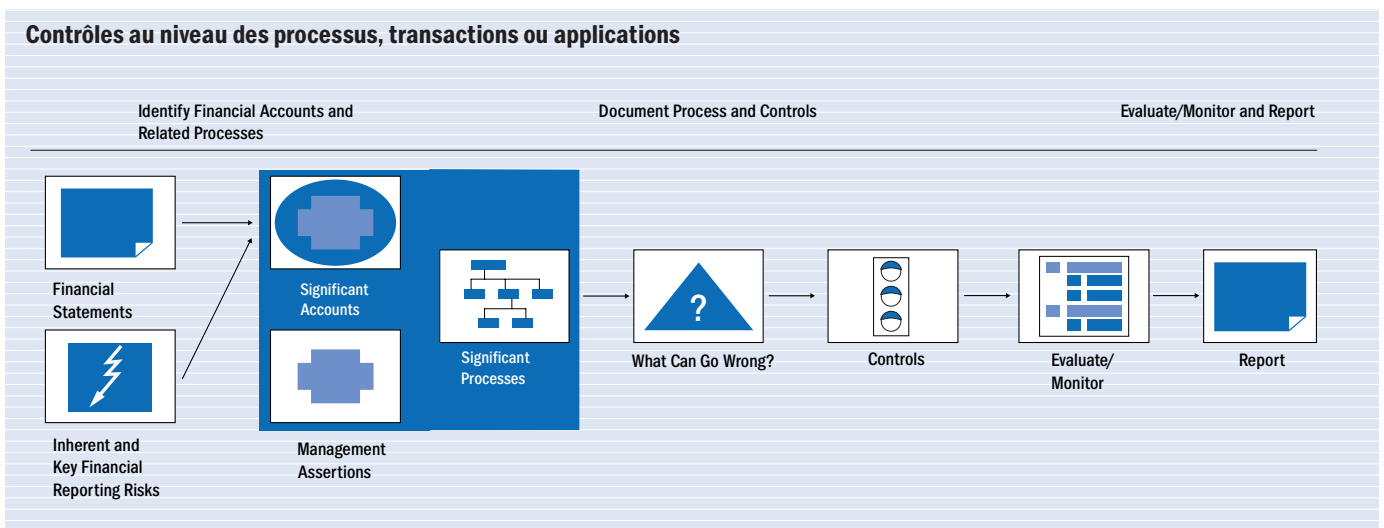 Contrôles au niveau des processus, transactions ou applications
Identify Financial Accounts and
Related Processes
Document Process and Controls
Evaluate/Monitor and Report
Financial
Statements
Significant
Accounts
Significant
Processes
?
What Can Go Wrong?
Controls
Evaluate/
Monitor
Report
Inherent and
Key Financial
Reporting Risks
Management
Assertions